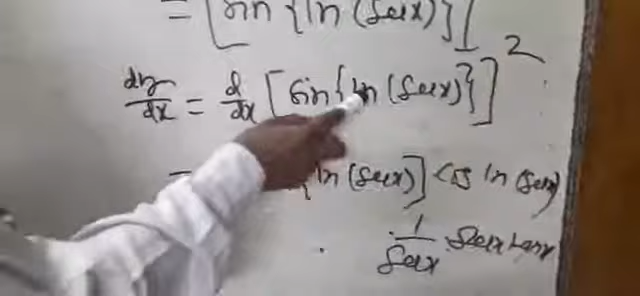 = [sin {ln (secx)}]
dy/dx = d/dx [sin{ln (secx)}]²
= {ln (secx)] cos ln (secx)
· 1/secx · secx tanx